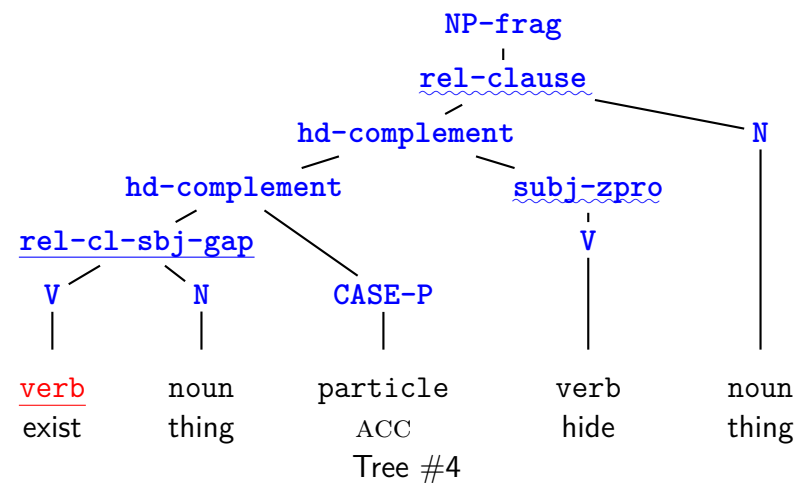 NP-frag
rel-clause
hd-complement N
hd-complement subj-zpro
rel-cl-sbj-gap V
V N CASE-P
verb noun particle verb noun
exist thing ACC hide thing
Tree #4